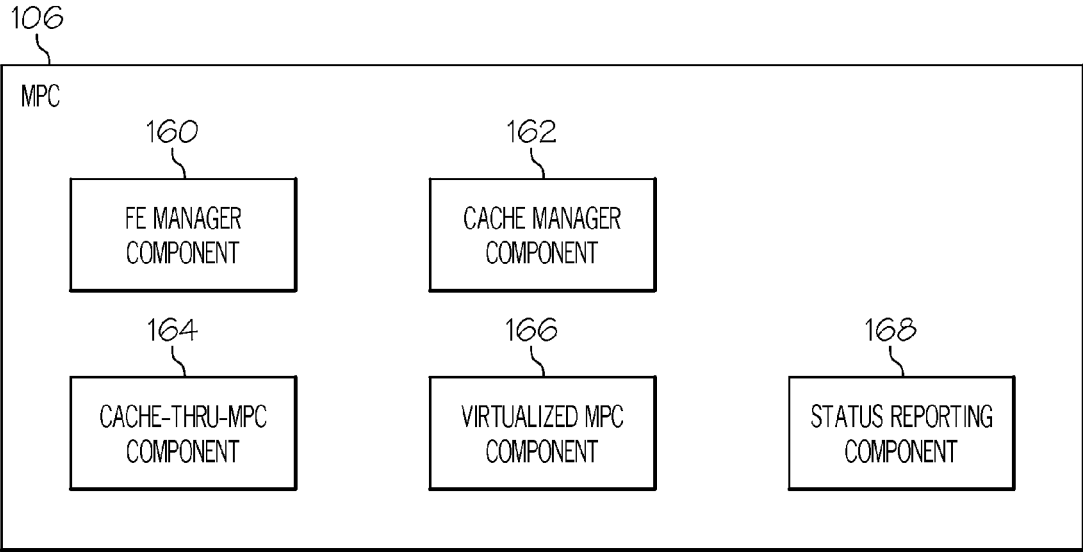 106
MPC
160
162
FE MANAGER
COMPONENT
CACHE MANAGER
COMPONENT
164
166
168
CACHE-THRU-MPC
COMPONENT
VIRTUALIZED MPC
COMPONENT
STATUS REPORTING
COMPONENT